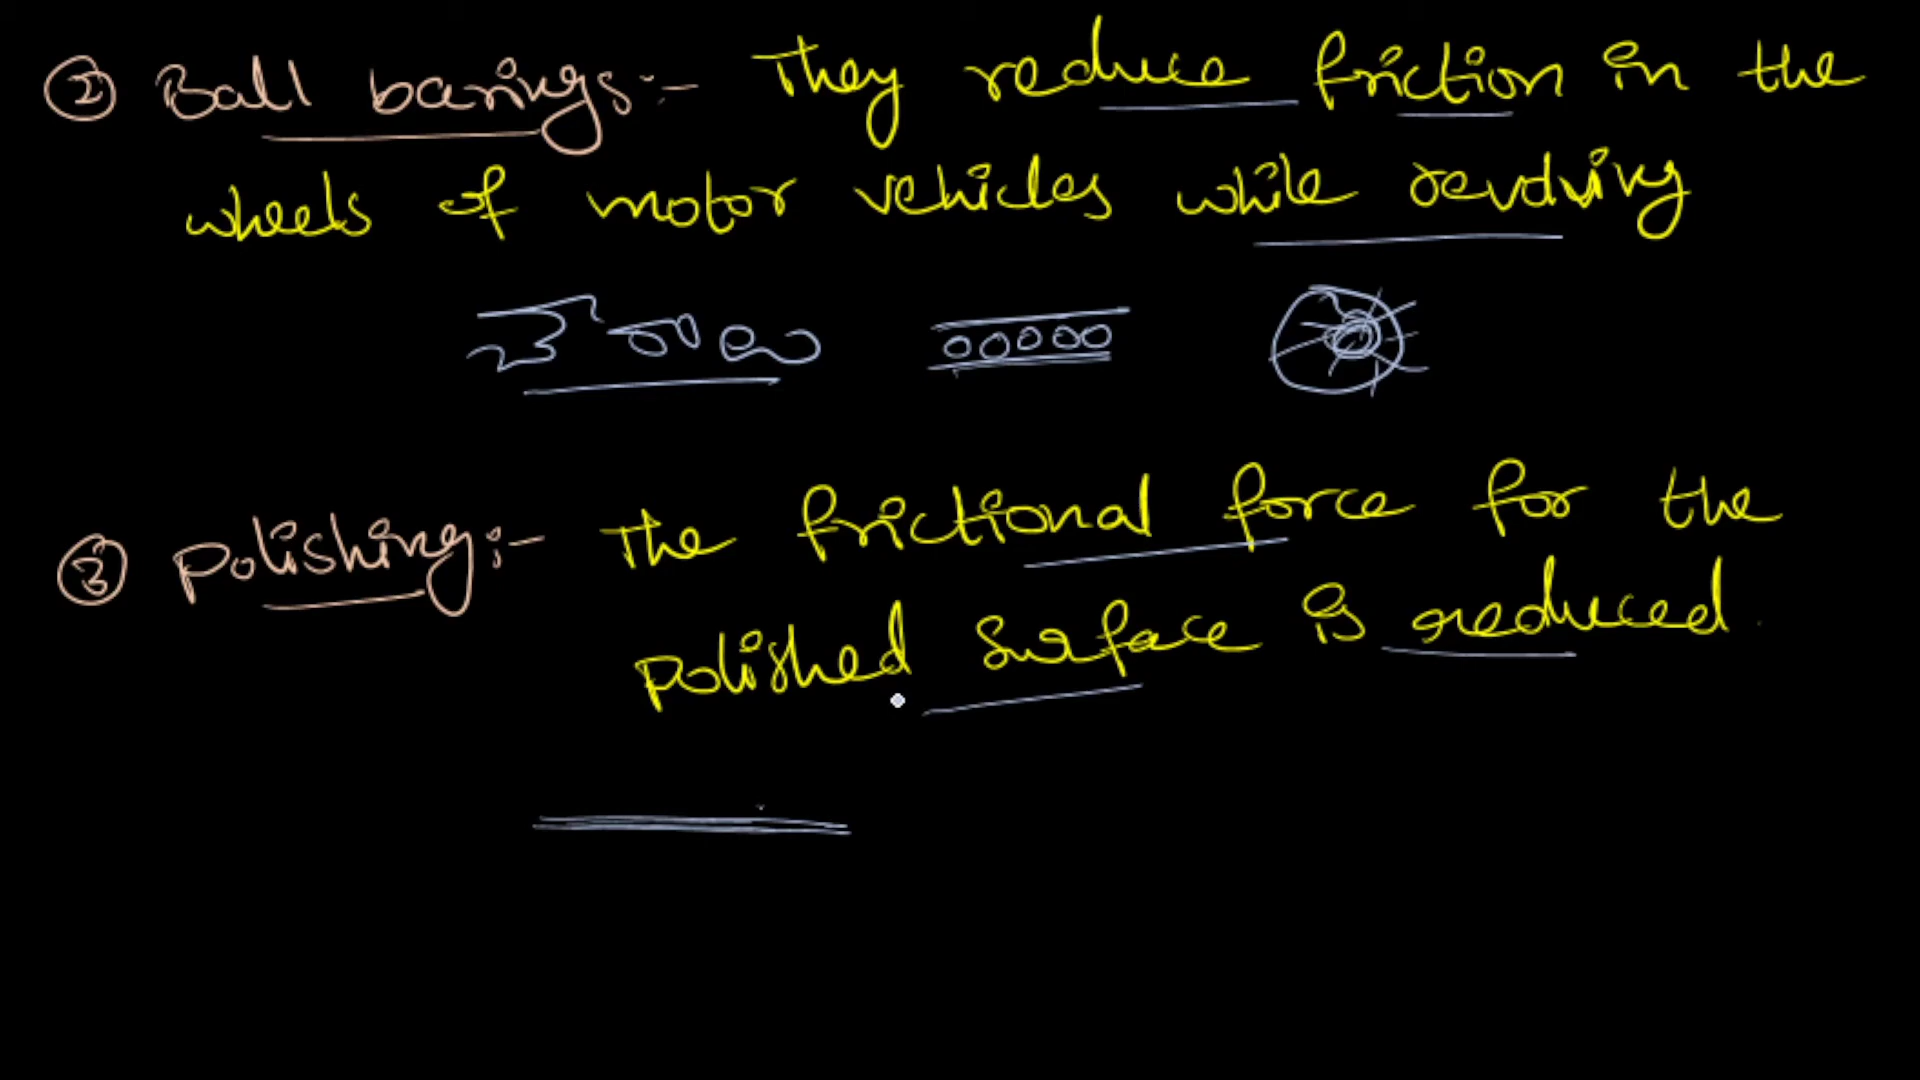 ② Ball barings:- They reduce friction in the
wheels of motor vehicles while revolving
③ Polishing:- The frictional force for the
polished surface is reduced.